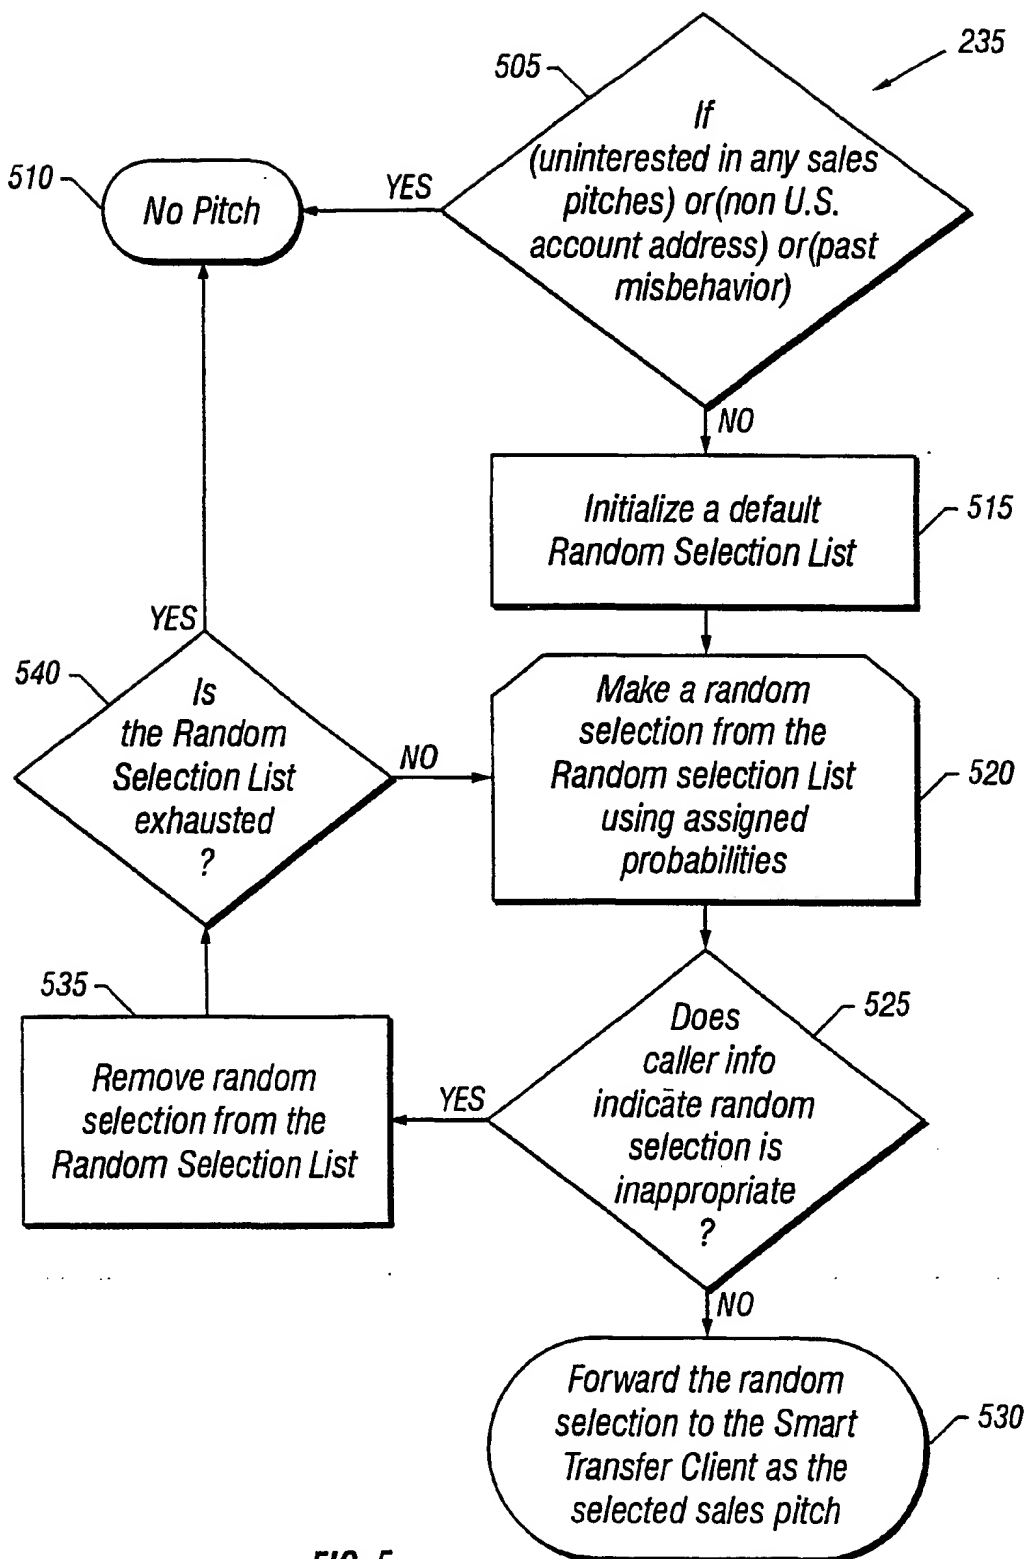 235
505
If
(uninterested in any sales
pitches) or(non U.S.
account address) or(past
misbehavior)
YES
510
No Pitch
NO
Initialize a default
Random Selection List
515
YES
540
Is
the Random
Selection List
exhausted
?
NO
Make a random
selection from the
Random selection List
using assigned
probabilities
520
535
Remove random
selection from the
Random Selection List
YES
Does
caller info
indicate random
selection is
inappropriate
?
525
NO
Forward the random
selection to the Smart
Transfer Client as the
selected sales pitch
530
FIG. 5